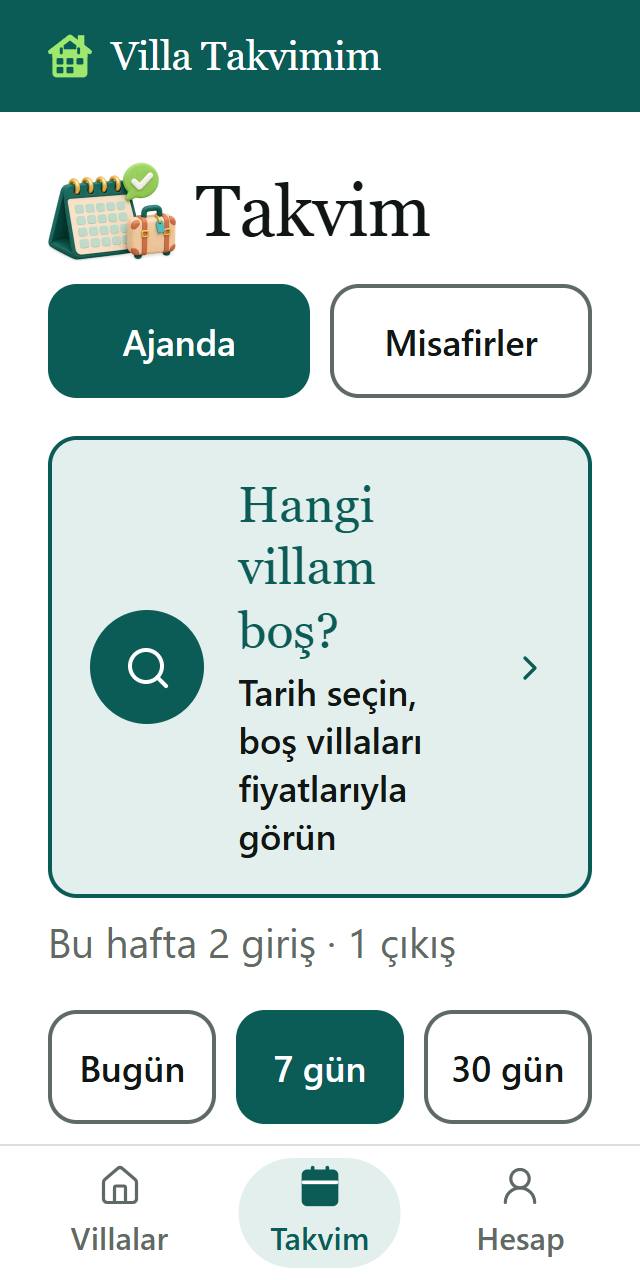 Villa Takvimim
Takvim
Ajanda
Misafirler
Hangi
villam
boş?
Tarih seçin,
boş villaları
fiyatlarıyla
görün
Bu hafta 2 giriş · 1 çıkış
Bugün
7 gün
30 gün
Villalar
Takvim
Hesap